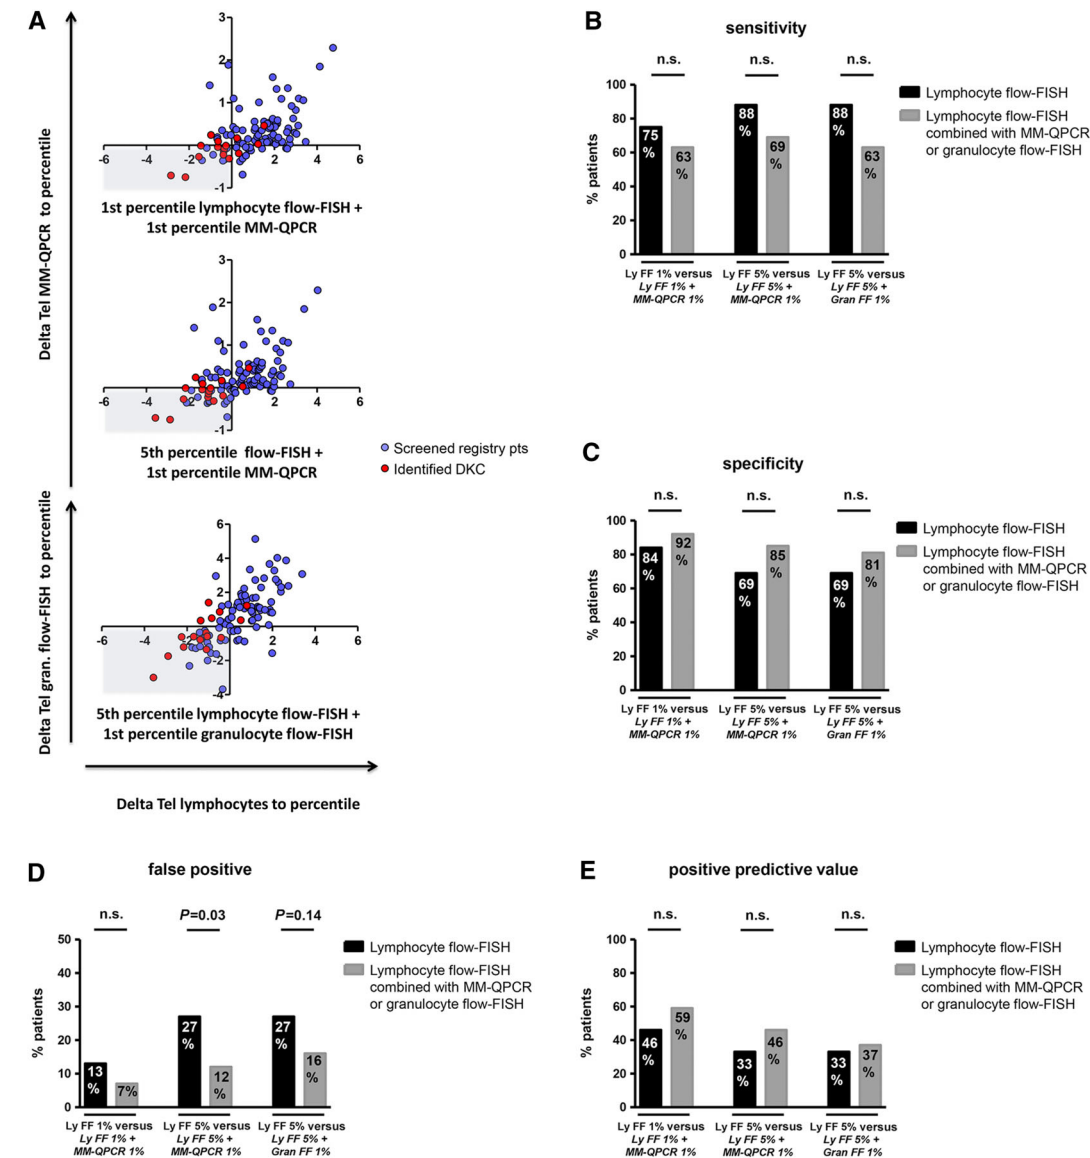 A
Delta Tel MM-QPCR to percentile
3
2
1
-6
-4
-2
2
4
6
-1
1st percentile lymphocyte flow-FISH +
1st percentile MM-QPCR
3
2
1
-6
-4
-2
2
4
6
-1
5th percentile flow-FISH +
1st percentile MM-QPCR
Screened registry pts
Identified DKC
Delta Tel gran. flow-FISH to percentile
6
4
2
-6
-4
-2
2
4
6
-2
-4
5th percentile lymphocyte flow-FISH +
1st percentile granulocyte flow-FISH
Delta Tel lymphocytes to percentile
B
sensitivity
n.s.
n.s.
n.s.
% patients
100
80
60
40
20
0
75
%
63
%
88
%
69
%
88
%
63
%
Lymphocyte flow-FISH
Lymphocyte flow-FISH
combined with MM-QPCR
or granulocyte flow-FISH
Ly FF 1% versus
Ly FF 1% +
MM-QPCR 1%
Ly FF 5% versus
Ly FF 5% +
MM-QPCR 1%
Ly FF 5% versus
Ly FF 5% +
Gran FF 1%
C
specificity
n.s.
n.s.
n.s.
% patients
100
80
60
40
20
0
84
%
92
%
69
%
85
%
69
%
81
%
Lymphocyte flow-FISH
Lymphocyte flow-FISH
combined with MM-QPCR
or granulocyte flow-FISH
Ly FF 1% versus
Ly FF 1% +
MM-QPCR 1%
Ly FF 5% versus
Ly FF 5% +
MM-QPCR 1%
Ly FF 5% versus
Ly FF 5% +
Gran FF 1%
D
false positive
n.s.
P=0.03
P=0.14
% patients
50
40
30
20
10
0
13
%
7%
27
%
12
%
27
%
16
%
Lymphocyte flow-FISH
Lymphocyte flow-FISH
combined with MM-QPCR
or granulocyte flow-FISH
Ly FF 1% versus
Ly FF 1% +
MM-QPCR 1%
Ly FF 5% versus
Ly FF 5% +
MM-QPCR 1%
Ly FF 5% versus
Ly FF 5% +
Gran FF 1%
E
positive predictive value
n.s.
n.s.
n.s.
% patients
100
80
60
40
20
0
46
%
59
%
33
%
46
%
33
%
37
%
Lymphocyte flow-FISH
Lymphocyte flow-FISH
combined with MM-QPCR
or granulocyte flow-FISH
Ly FF 1% versus
Ly FF 1% +
MM-QPCR 1%
Ly FF 5% versus
Ly FF 5% +
MM-QPCR 1%
Ly FF 5% versus
Ly FF 5% +
Gran FF 1%